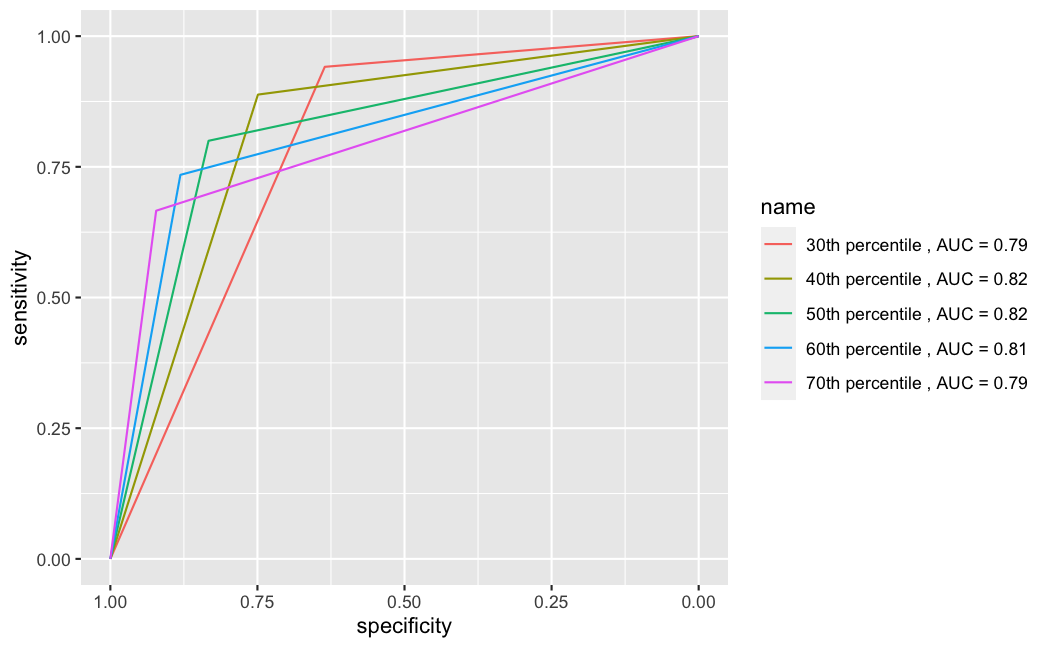 1.00
0.75
0.50
0.25
0.00
sensitivity
1.00
0.75
0.50
0.25
0.00
specificity
name
30th percentile , AUC = 0.79
40th percentile , AUC = 0.82
50th percentile , AUC = 0.82
60th percentile , AUC = 0.81
70th percentile , AUC = 0.79